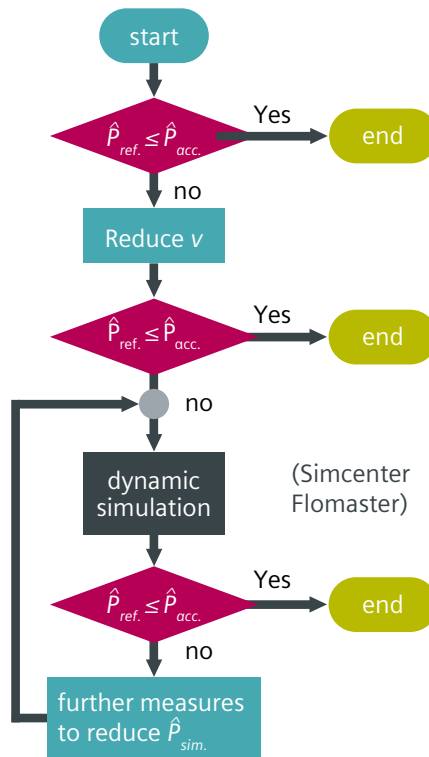 start
Yes
P̂ref. ≤ P̂acc.
end
no
Reduce v
Yes
P̂ref. ≤ P̂acc.
end
no
dynamic
simulation
(Simcenter
Flomaster)
Yes
P̂ref. ≤ P̂acc.
end
no
further measures
to reduce P̂sim.